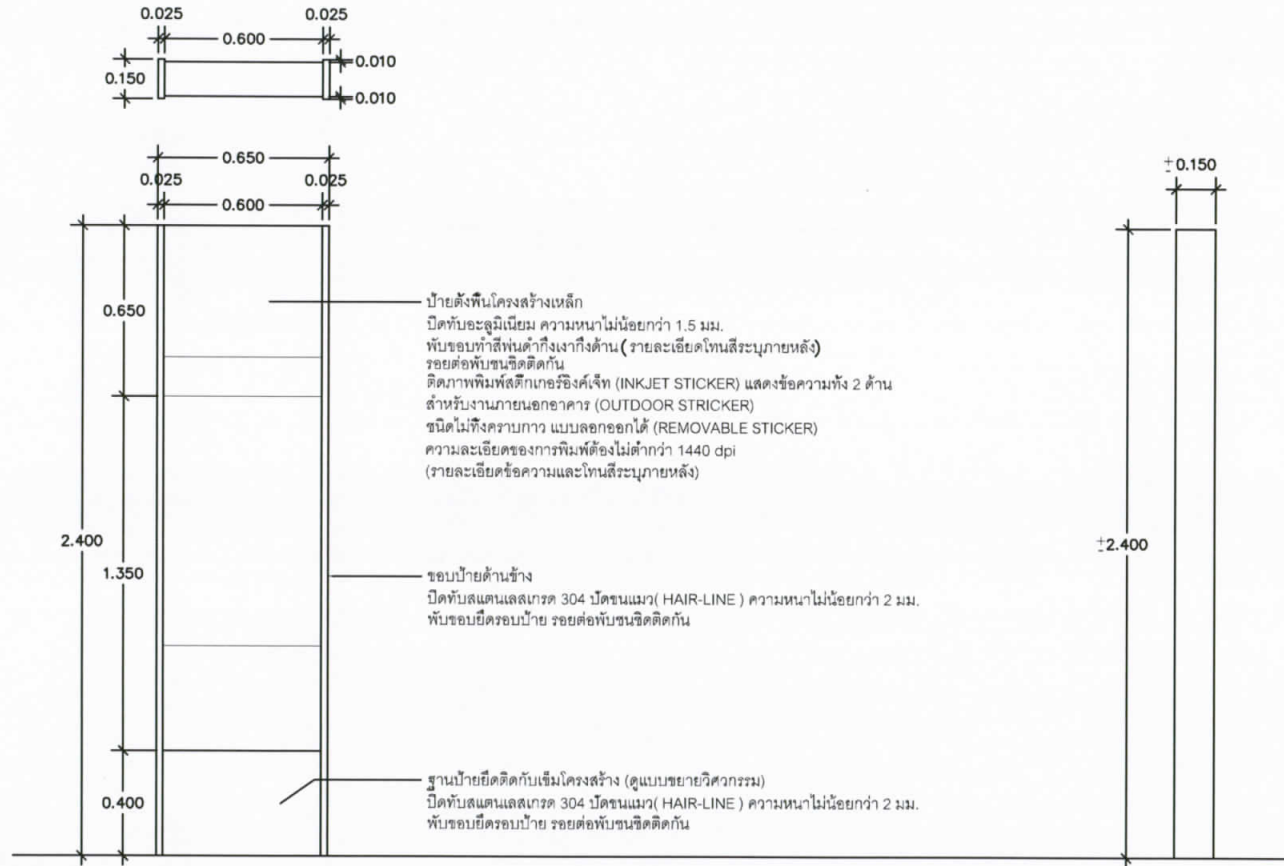 0.025 0.025
0.600
0.010
0.150
0.010
0.650
0.025 0.025
0.600
±0.150
ป้ายตั้งพื้นโครงสร้างเหล็ก
0.650
ปิดทับอะลูมิเนียม ความหนาไม่น้อยกว่า 1.5 มม.
พับขอบทำสีพ่นดำกึ่งเงากึ่งด้าน (รายละเอียดโทนสีระบุภายหลัง)
รอยต่อพับชนชิดติดกัน
ติดภาพพิมพ์สติ๊กเกอร์อิงค์เจ็ท (INKJET STICKER) แสดงข้อความทั้ง 2 ด้าน
สำหรับงานภายนอกอาคาร (OUTDOOR STRICKER)
ชนิดไม่ทิ้งคราบกาว แบบลอกออกได้ (REMOVABLE STICKER)
ความละเอียดของการพิมพ์ต้องไม่ต่ำกว่า 1440 dpi
(รายละเอียดข้อความและโทนสีระบุภายหลัง)
2.400
±2.400
1.350
ขอบป้ายด้านข้าง
ปิดทับสแตนเลสเกรด 304 ปัดขนแมว( HAIR-LINE ) ความหนาไม่น้อยกว่า 2 มม.
พับขอบยึดรอบป้าย รอยต่อพับชนชิดติดกัน
ฐานป้ายยึดติดกับเข็มโครงสร้าง (ดูแบบขยายวิศวกรรม)
0.400
ปิดทับสแตนเลสเกรด 304 ปัดขนแมว( HAIR-LINE ) ความหนาไม่น้อยกว่า 2 มม.
พับขอบยึดรอบป้าย รอยต่อพับชนชิดติดกัน